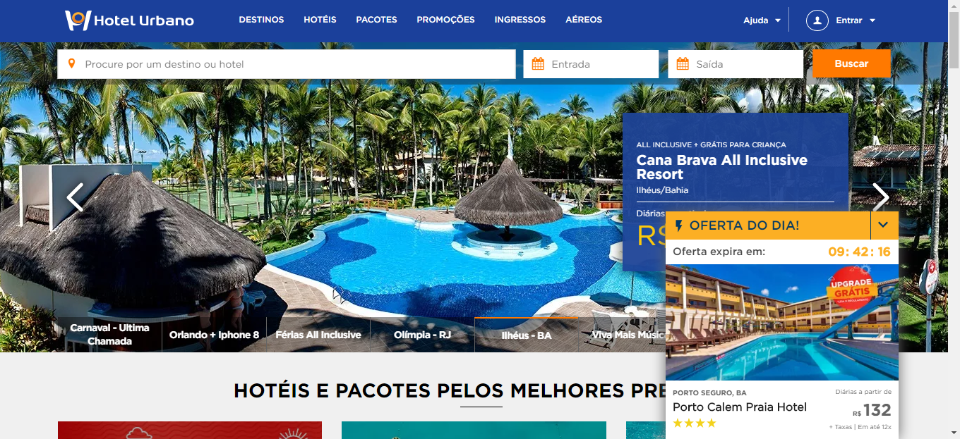 Hotel Urbano
DESTINOS HOTÉIS PACOTES PROMOÇÕES INGRESSOS AÉREOS
Ajuda Entrar
Procure por um destino ou hotel
Entrada
Saída
Buscar
ALL INCLUSIVE + GRÁTIS PARA CRIANÇA
Cana Brava All Inclusive
Resort
Ilhéus/Bahia
Diárias
R$
OFERTA DO DIA!
Oferta expira em: 09: 42 : 16
UPGRADE
GRÁTIS
PORTO SEGURO, BA
Porto Calem Praia Hotel
Diárias a partir de
R$ 132
+ Taxas | Em até 12x
Carnaval - Ultima
Chamada
Orlando + Iphone 8
Férias All Inclusive
Olímpia - RJ
Ilhéus - BA
Viva Mais Músic
HOTÉIS E PACOTES PELOS MELHORES PRE